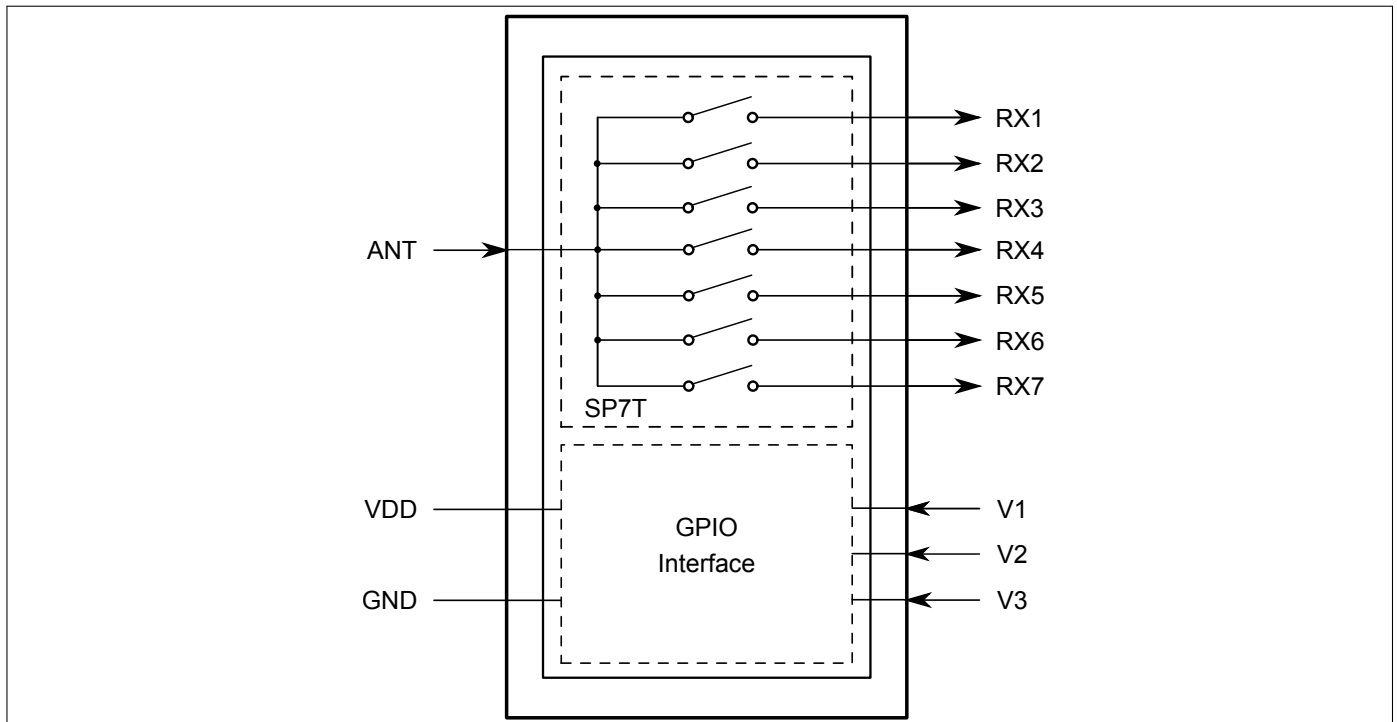 RX1
RX2
RX3
ANT
RX4
RX5
RX6
RX7
SP7T
VDD
V1
GPIO
Interface
V2
GND
V3